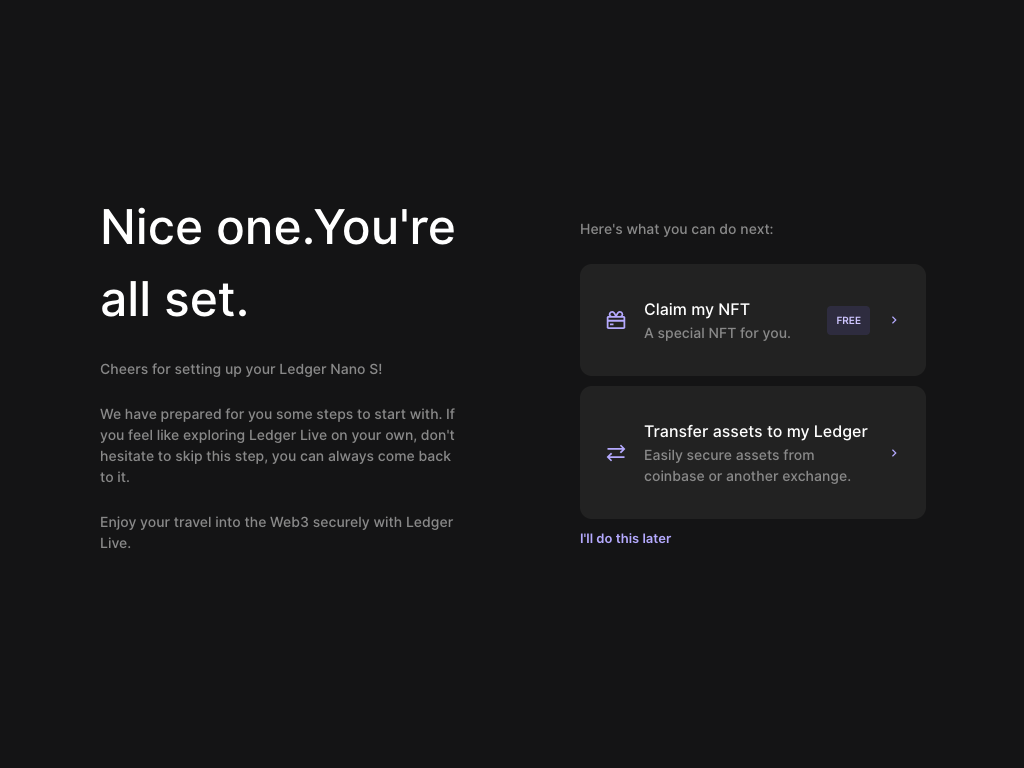 Nice one.You're
all set.
Cheers for setting up your Ledger Nano S!
We have prepared for you some steps to start with. If
you feel like exploring Ledger Live on your own, don't
hesitate to skip this step, you can always come back
to it.
Enjoy your travel into the Web3 securely with Ledger
Live.
Here's what you can do next:
Claim my NFT
A special NFT for you.
FREE
Transfer assets to my Ledger
Easily secure assets from
coinbase or another exchange.
I'll do this later